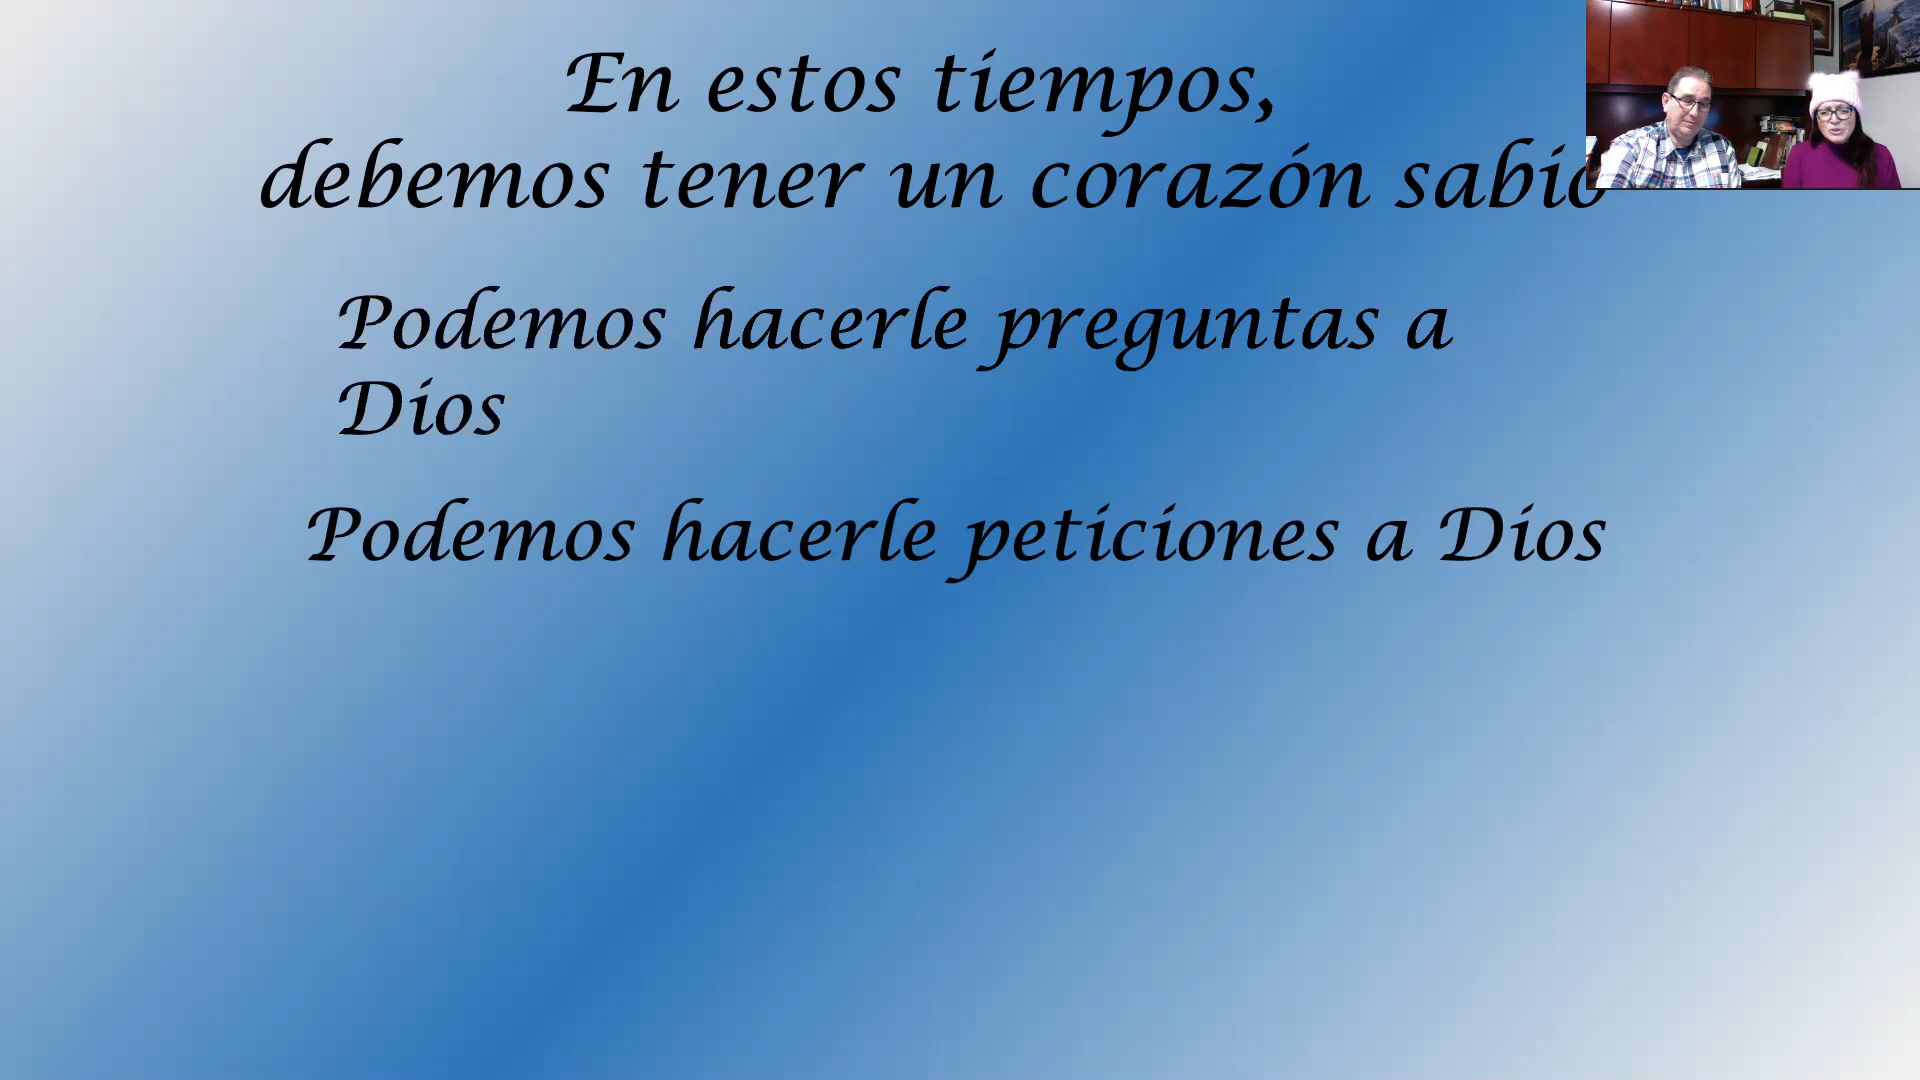 En estos tiempos,
debemos tener un corazón sabio
Podemos hacerle preguntas a
Dios
Podemos hacerle peticiones a Dios